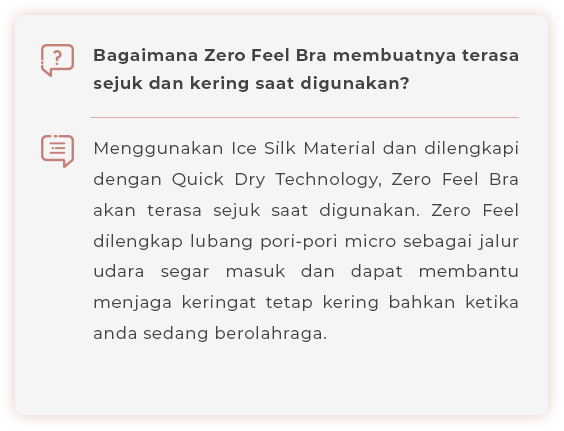 Bagaimana Zero Feel Bra membuatnya terasa
sejuk dan kering saat digunakan?
Menggunakan Ice Silk Material dan dilengkapi
dengan Quick Dry Technology, Zero Feel Bra
akan terasa sejuk saat digunakan. Zero Feel
dilengkap lubang pori-pori micro sebagai jalur
udara segar masuk dan dapat membantu
menjaga keringat tetap kering bahkan ketika
anda sedang berolahraga.